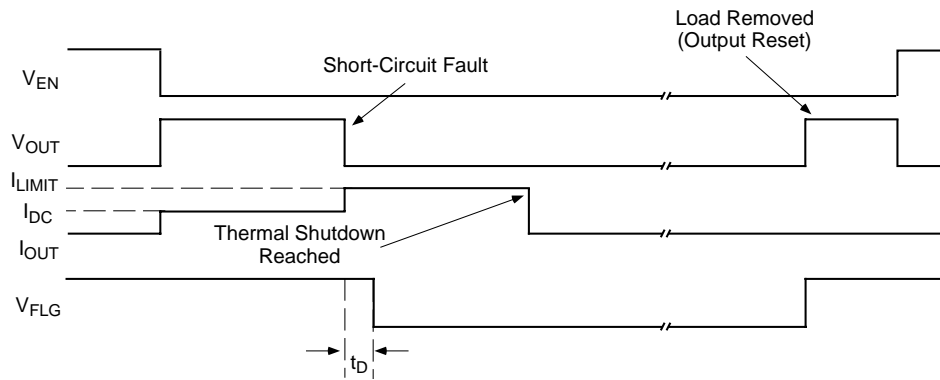 Load Removed
(Output Reset)
V_EN
Short-Circuit Fault
V_OUT
I_LIMIT
I_DC
Thermal Shutdown
Reached
I_OUT
V_FLG
t_D